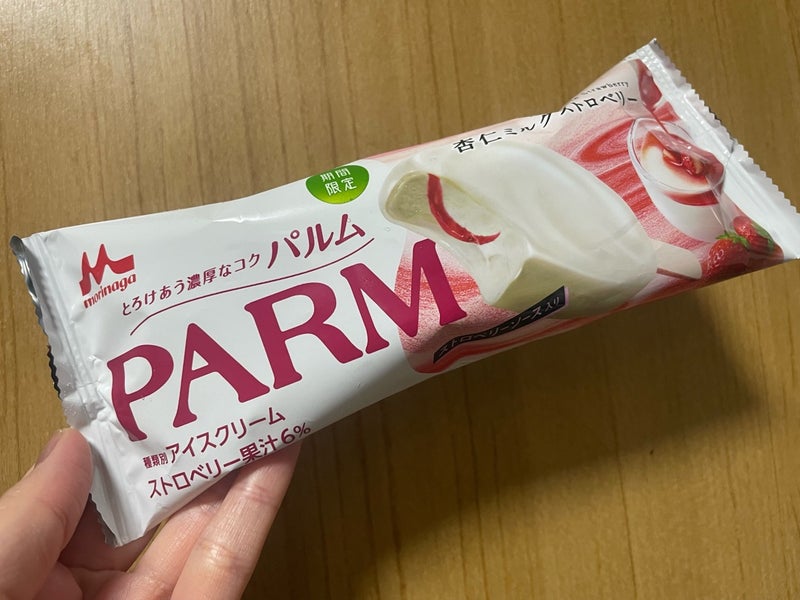 morinaga
とろけあう濃厚なコク パルム
PARM
種類別 アイスクリーム
ストロベリー果汁6%
期間
限定
杏仁ミルクストロベリー
ストロベリーソース入り